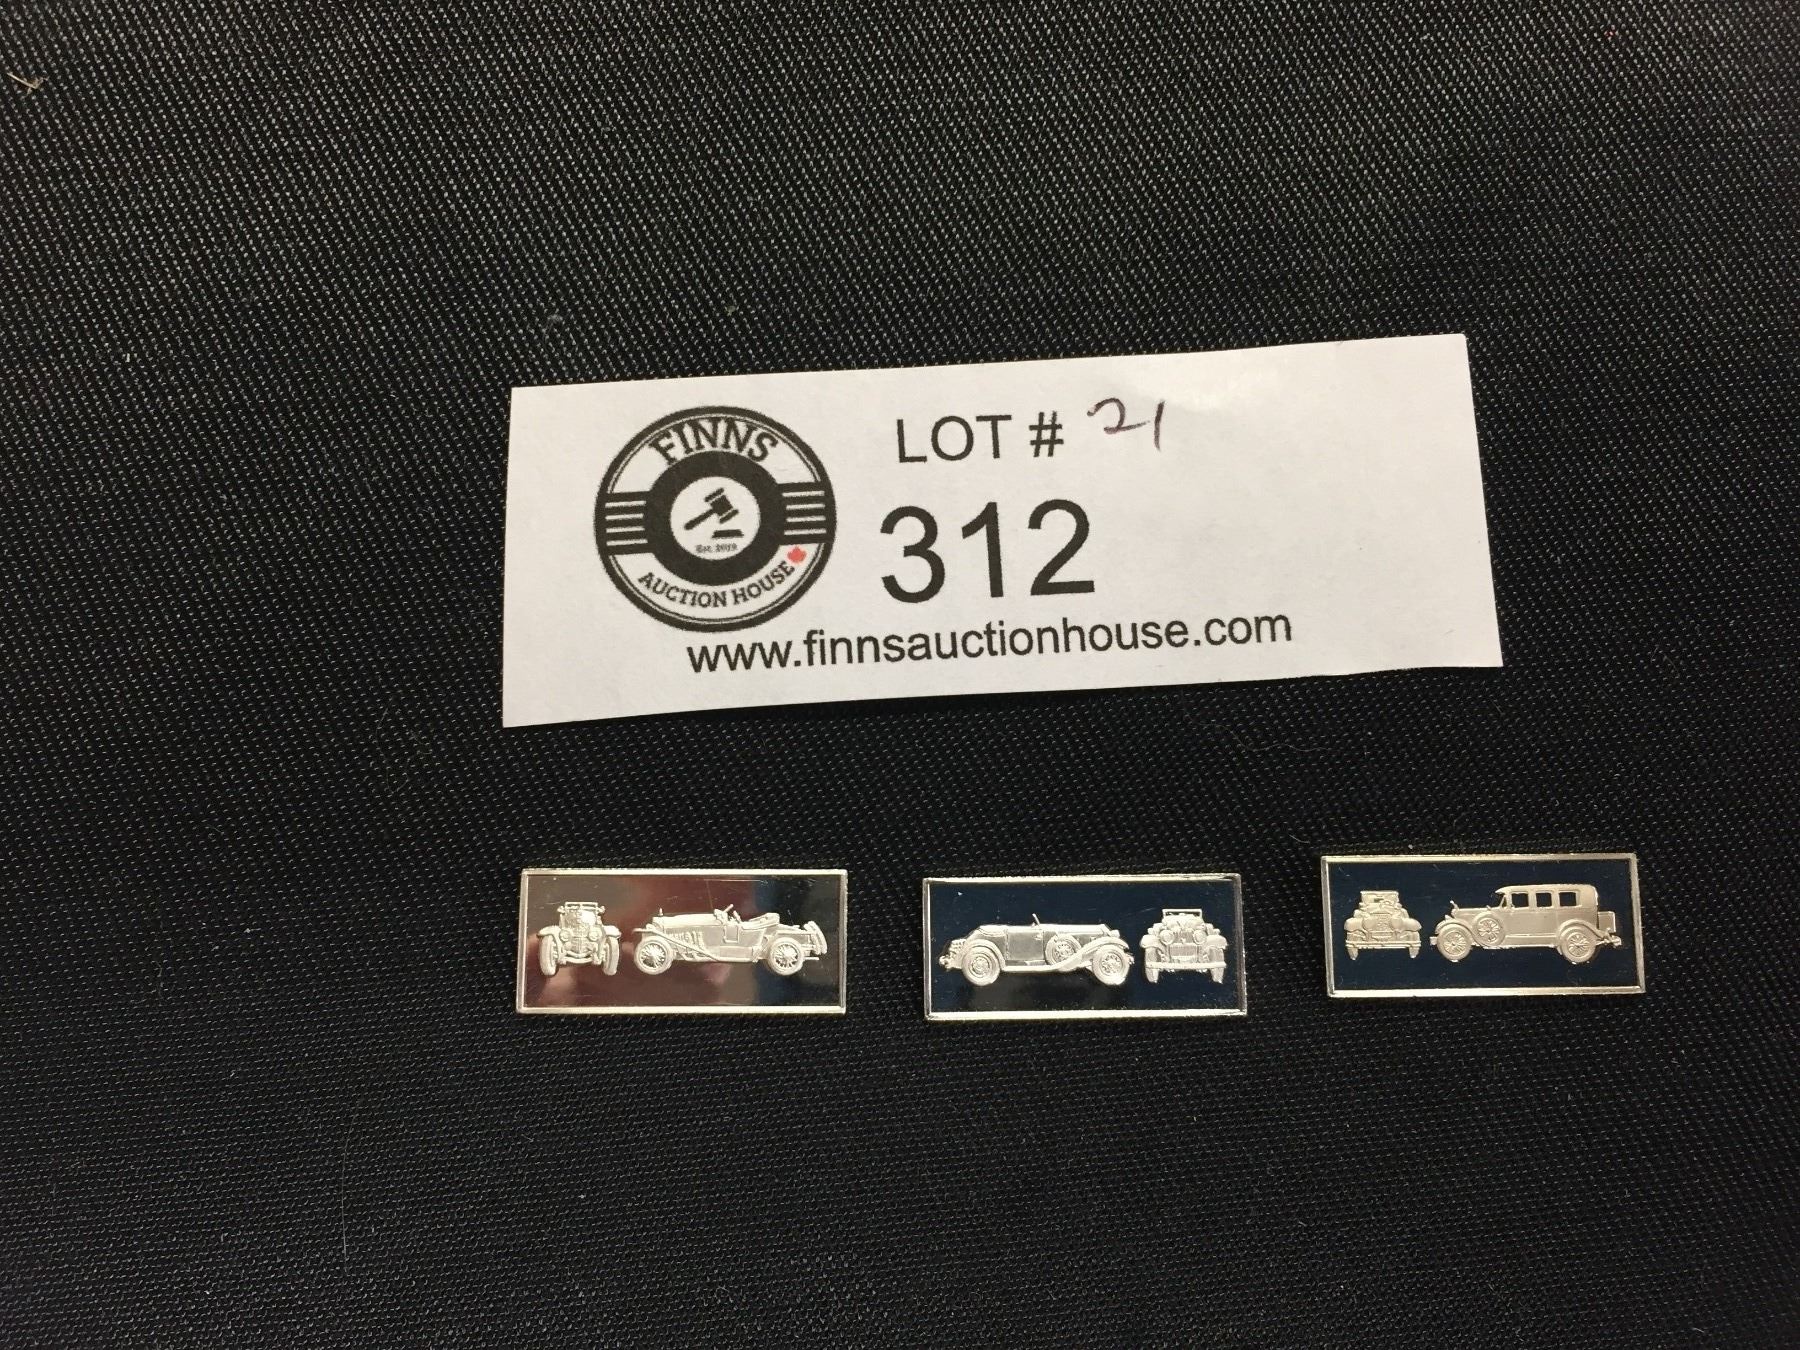 FINNS
Est. 2019
AUCTION HOUSE
LOT # 21
312
www.finnsauctionhouse.com